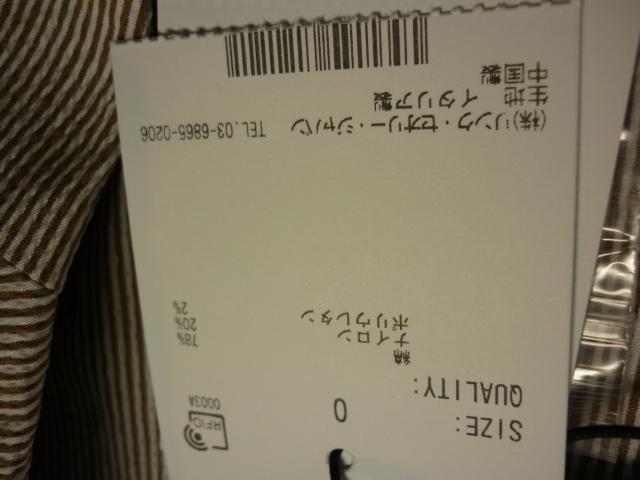 SIZE: 0
RFID
0003A
QUALITY:
綿 78%
ナイロン 20%
ポリウレタン 2%
(株)リンク・セオリー・ジャパン TEL.03-6865-0206
生地 イタリア製
中国製